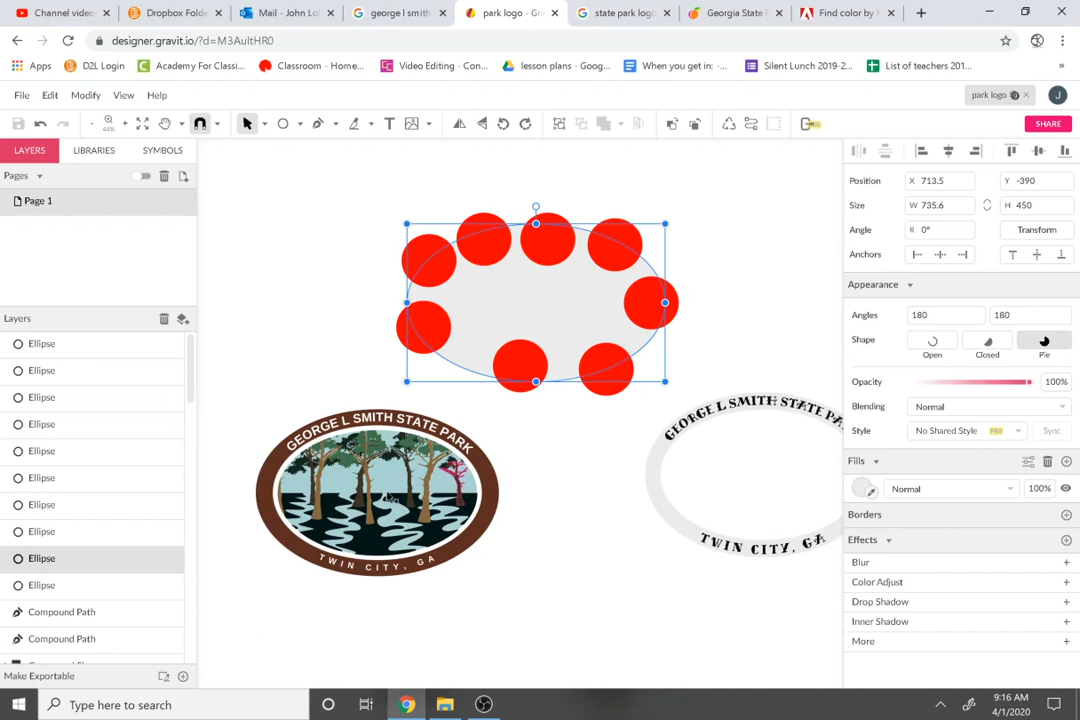 Channel videos
Dropbox Folde
Mail - John Lo
george l smith
park logo - Gra
state park logo
Georgia State P
Find color by
designer.gravit.io/?d=M3AultHR0
Apps
D2L Login
Academy For Classi...
Classroom - Home...
Video Editing - Con...
lesson plans - Goog...
When you get in: -...
Silent Lunch 2019-2...
List of teachers 201...
»
File Edit Modify View Help
park logo
J
44%
SHARE
LAYERS LIBRARIES SYMBOLS
Pages
Page 1
Layers
Ellipse
Ellipse
Ellipse
Ellipse
Ellipse
Ellipse
Ellipse
Ellipse
Ellipse
Ellipse
Compound Path
Compound Path
Make Exportable
GEORGE L SMITH STATE PARK
TWIN CITY, GA
GEORGE L SMITH STATE PA
TWIN CITY, GA
Position X 713.5 Y -390
Size W 735.6 H 450
Angle R 0° Transform
Anchors
Appearance
Angles 180 180
Shape
Open Closed Pie
Opacity 100%
Blending Normal
Style No Shared Style PRO Sync
Fills
Normal 100%
Borders
Effects
Blur
Color Adjust
Drop Shadow
Inner Shadow
More
Type here to search
9:16 AM
4/1/2020